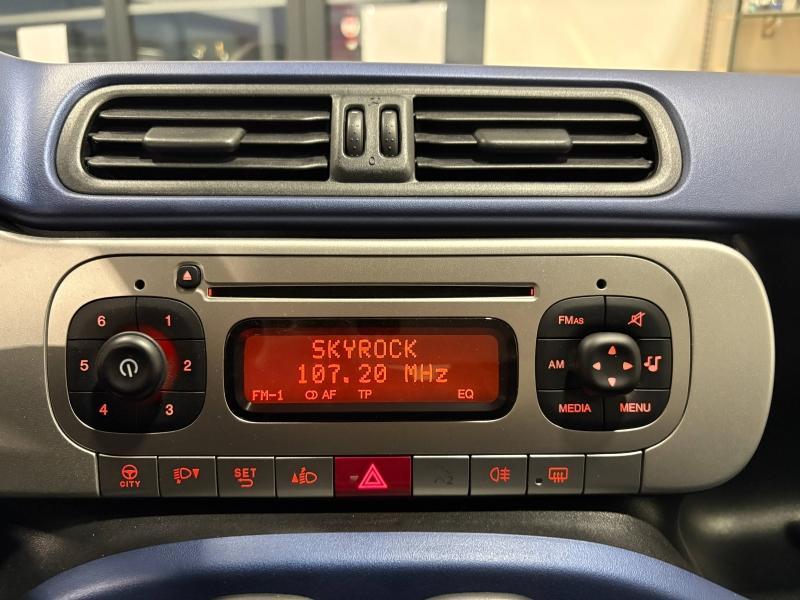 6 1
5 2
4 3
SKYROCK
107.20 MHz
FM-1 AF TP EQ
FMAS
AM
MEDIA MENU
CITY
SET